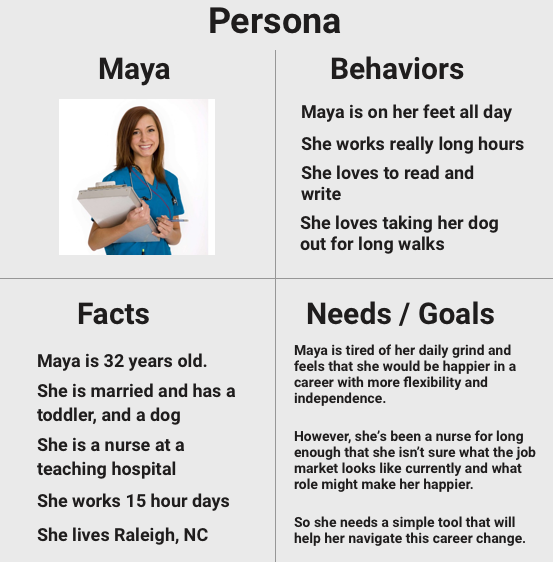 Persona
Maya
Behaviors
Maya is on her feet all day
She works really long hours
She loves to read and
write
She loves taking her dog
out for long walks
Facts
Maya is 32 years old.
She is married and has a
toddler, and a dog
She is a nurse at a
teaching hospital
She works 15 hour days
She lives Raleigh, NC
Needs / Goals
Maya is tired of her daily grind and
feels that she would be happier in a
career with more flexibility and
independence.
However, she's been a nurse for long
enough that she isn't sure what the job
market looks like currently and what
role might make her happier.
So she needs a simple tool that will
help her navigate this career change.